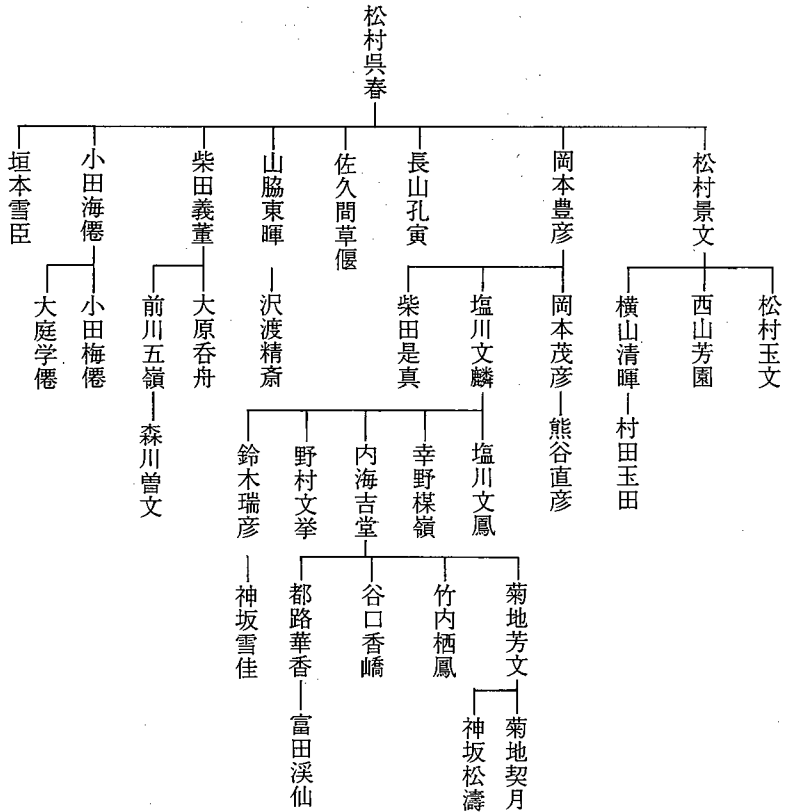 松村呉春
松村景文
岡本豊彦
長山孔寅
佐久間草偃
山脇東暉
柴田義董
小田海僊
垣本雪臣
松村玉文
西山芳園
横山清暉
村田玉田
岡本茂彦
熊谷直彦
塩川文麟
柴田是真
沢渡精斎
大原呑舟
前川五嶺
森川曽文
小田梅僊
大庭学僊
塩川文鳳
幸野楳嶺
内海吉堂
野村文挙
鈴木瑞彦
神坂雪佳
菊地芳文
竹内栖鳳
谷口香嶠
都路華香
富田渓仙
菊地契月
神坂松濤